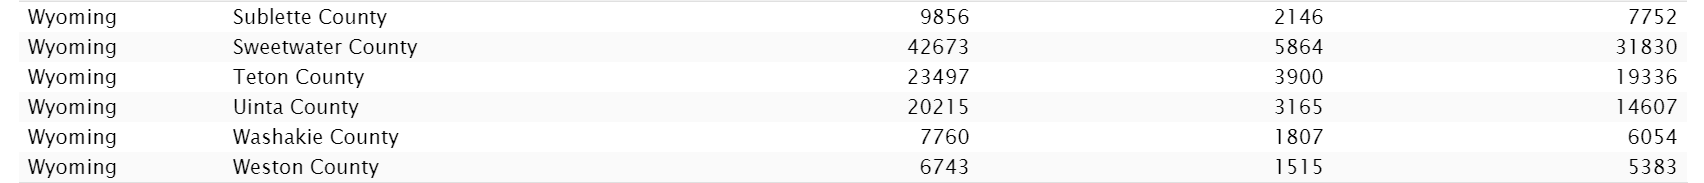 Wyoming Sublette County 9856 2146 7752
Wyoming Sweetwater County 42673 5864 31830
Wyoming Teton County 23497 3900 19336
Wyoming Uinta County 20215 3165 14607
Wyoming Washakie County 7760 1807 6054
Wyoming Weston County 6743 1515 5383